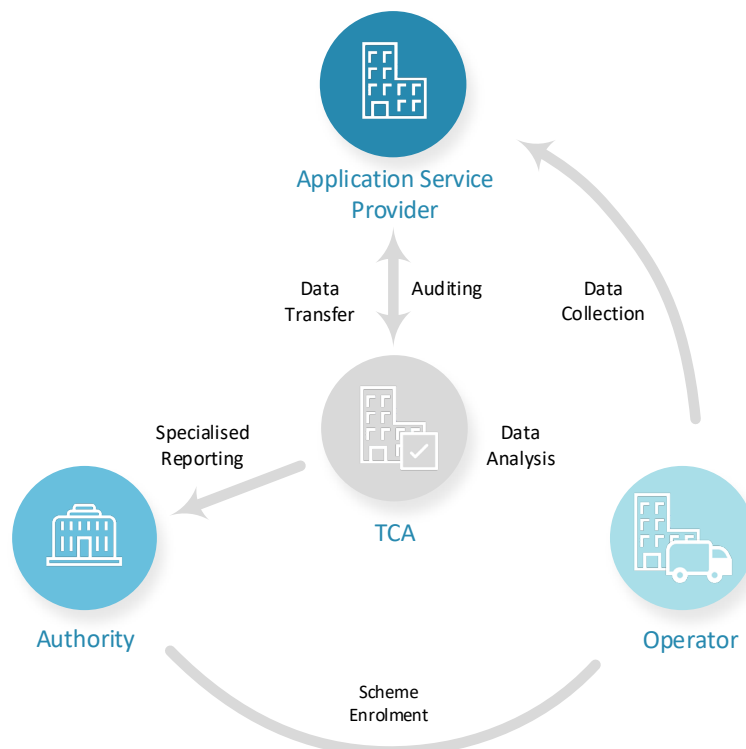 Application Service
Provider
Data
Transfer
Auditing
Data
Collection
Specialised
Reporting
Data
Analysis
TCA
Authority
Operator
Scheme
Enrolment